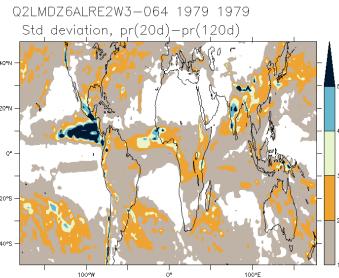 Q2LMDZ6ALRE2W3-064 1979 1979
Std deviation, pr(20d)-pr(120d)
40°N
20°N
0°
20°S
40°S
100°W
0°
100°E
5
4
3
2
1